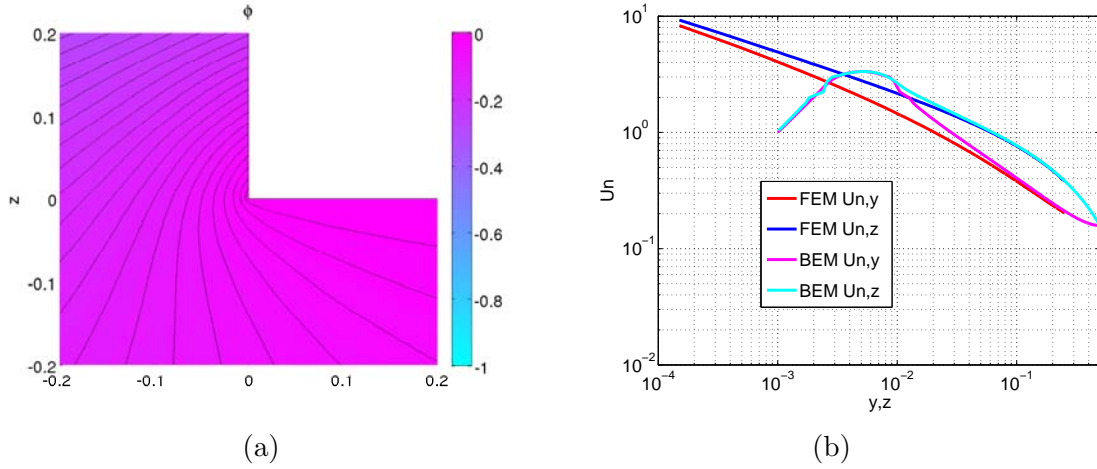 ϕ
0.2
0.1
0
-0.1
-0.2
z
-0.2
-0.1
0
0.1
0.2
0
-0.2
-0.4
-0.6
-0.8
-1
(a)
10^1
10^0
10^-1
10^-2
Un
10^-4
10^-3
10^-2
10^-1
y,z
FEM Un,y
FEM Un,z
BEM Un,y
BEM Un,z
(b)